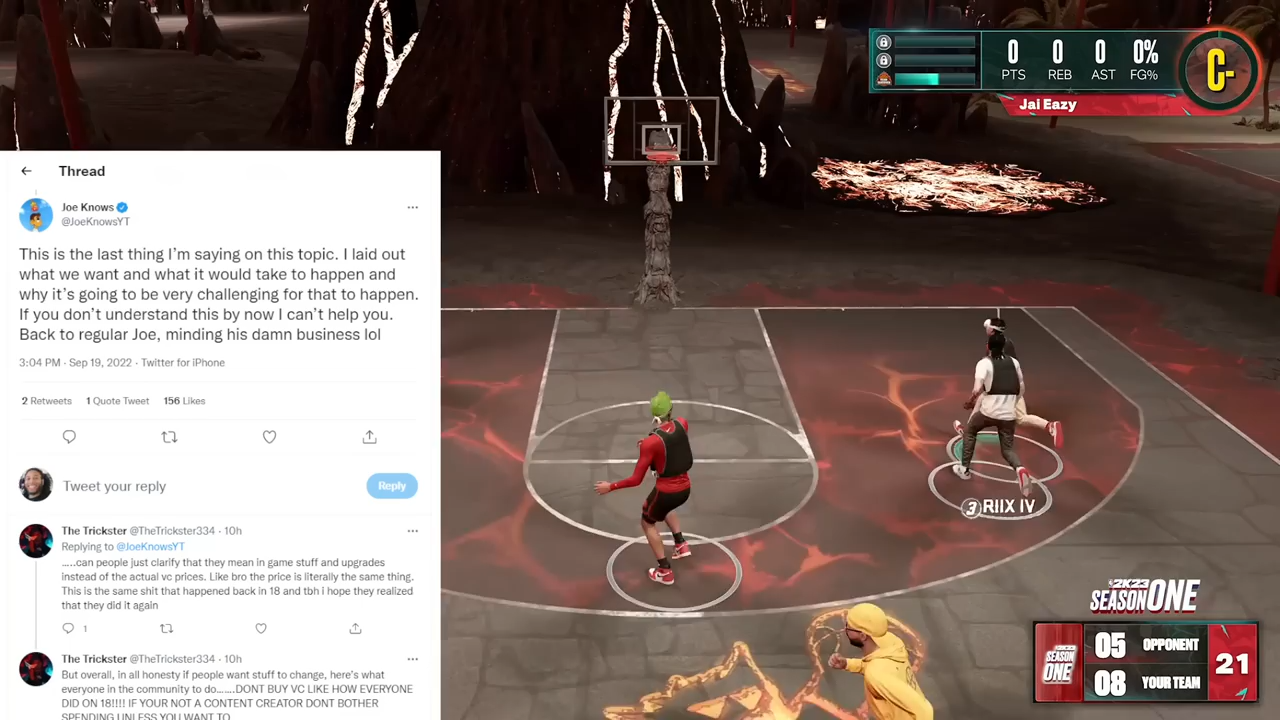 Thread
Joe Knows
@JoeKnowsYT
This is the last thing I'm saying on this topic. I laid out
what we want and what it would take to happen and
why it's going to be very challenging for that to happen.
If you don't understand this by now I can't help you.
Back to regular Joe, minding his damn business lol
3:04 PM · Sep 19, 2022 · Twitter for iPhone
2 Retweets 1 Quote Tweet 156 Likes
Tweet your reply
Reply
The Trickster @TheTrickster334 · 10h
Replying to @JoeKnowsYT
.....can people just clarify that they mean in game stuff and upgrades
instead of the actual vc prices. Like bro the price is literally the same thing.
This is the same shit that happened back in 18 and tbh i hope they realized
that they did it again
1
The Trickster @TheTrickster334 · 10h
But overall, in all honesty if people want stuff to change, here's what
everyone in the community to do.......DONT BUY VC LIKE HOW EVERYONE
DID ON 18!!!! IF YOUR NOT A CONTENT CREATOR DONT BOTHER
SPENDING UNLESS YOU WANT TO
0 0 0 0%
PTS REB AST FG%
C-
Jai Eazy
3 RIIX IV
2K23
SEASON ONE
SEASON
ONE
05 OPPONENT
08 YOUR TEAM
21